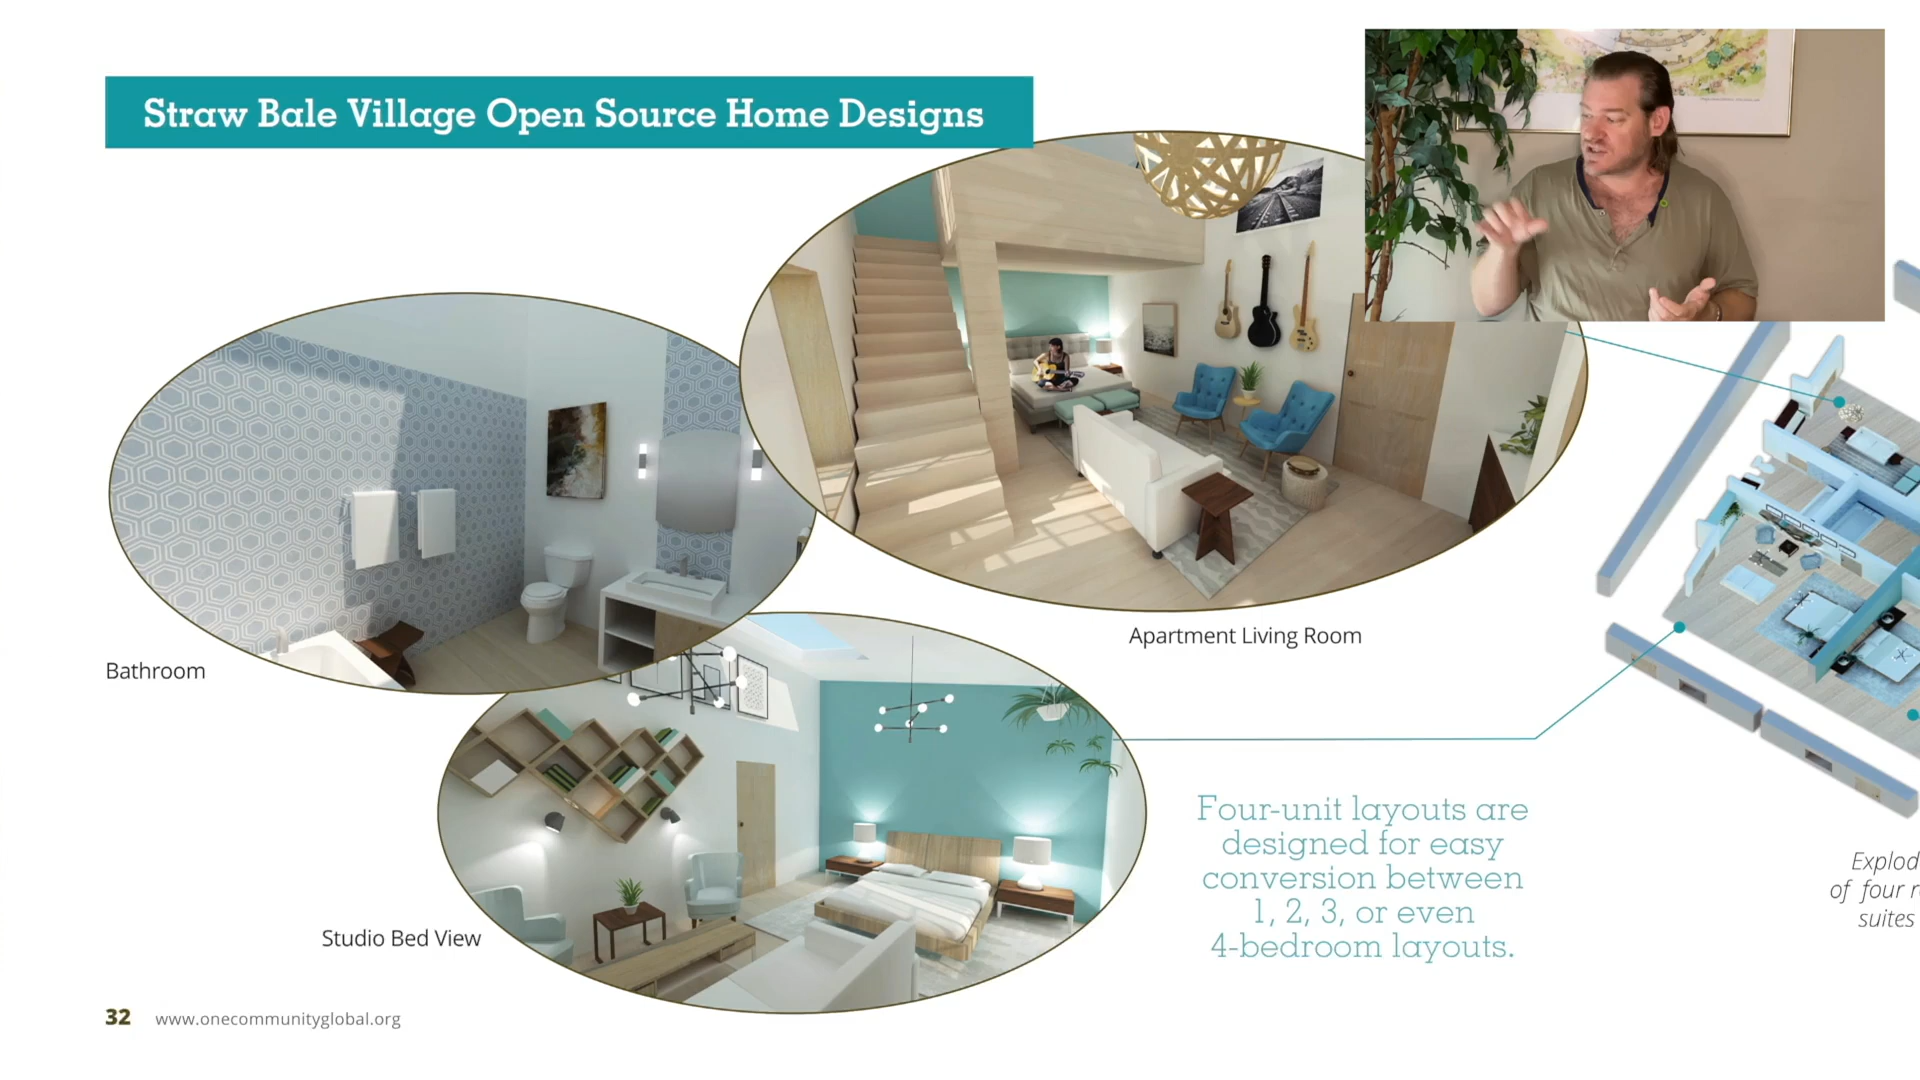 Straw Bale Village Open Source Home Designs
Bathroom
Apartment Living Room
Studio Bed View
Four-unit layouts are
designed for easy
conversion between
1, 2, 3, or even
4-bedroom layouts.
of four
suites
32 www.onecommunityglobal.org